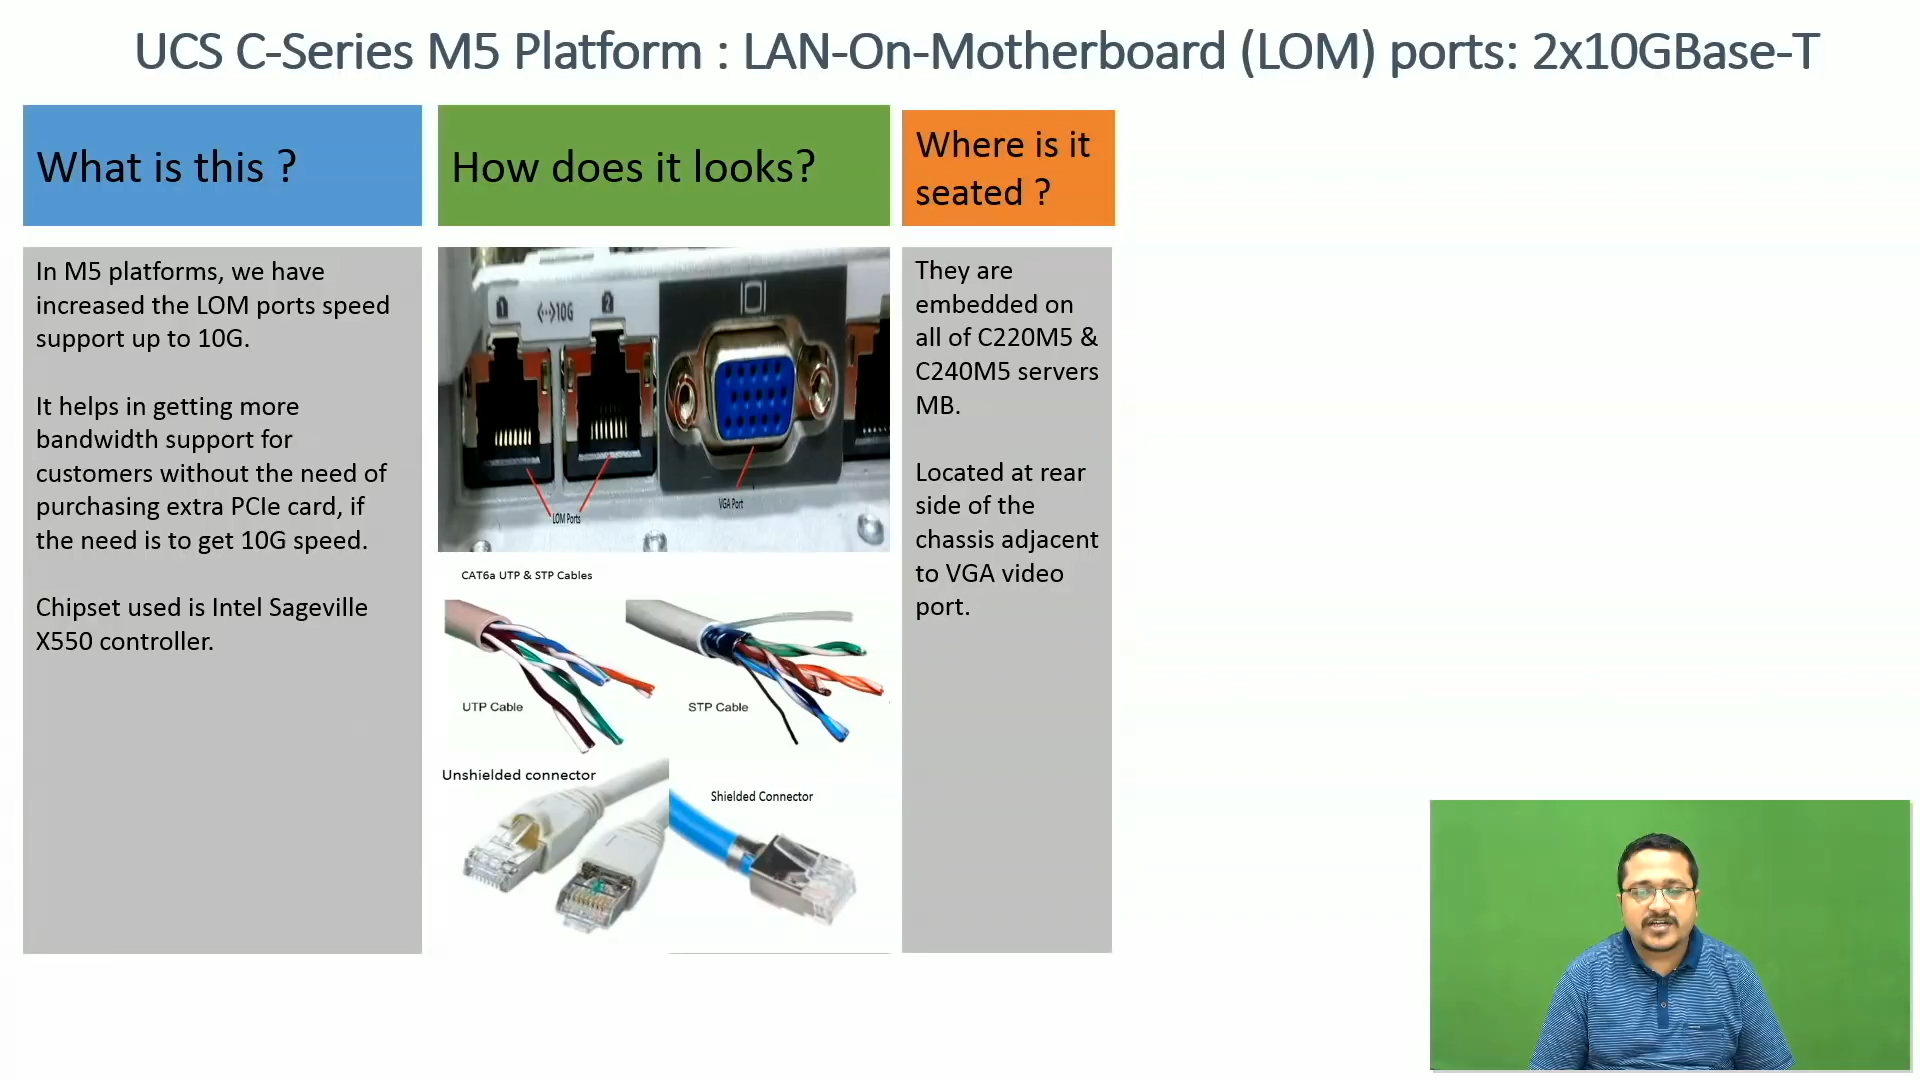 UCS C-Series M5 Platform : LAN-On-Motherboard (LOM) ports: 2x10GBase-T
What is this ?
In M5 platforms, we have
increased the LOM ports speed
support up to 10G.
It helps in getting more
bandwidth support for
customers without the need of
purchasing extra PCIe card, if
the need is to get 10G speed.
Chipset used is Intel Sageville
X550 controller.
How does it looks?
1
<··>10G
2
LOM Ports
VGA Port
CAT6a UTP & STP Cables
UTP Cable
STP Cable
Unshielded connector
Shielded Connector
Where is it
seated ?
They are
embedded on
all of C220M5 &
C240M5 servers
MB.
Located at rear
side of the
chassis adjacent
to VGA video
port.